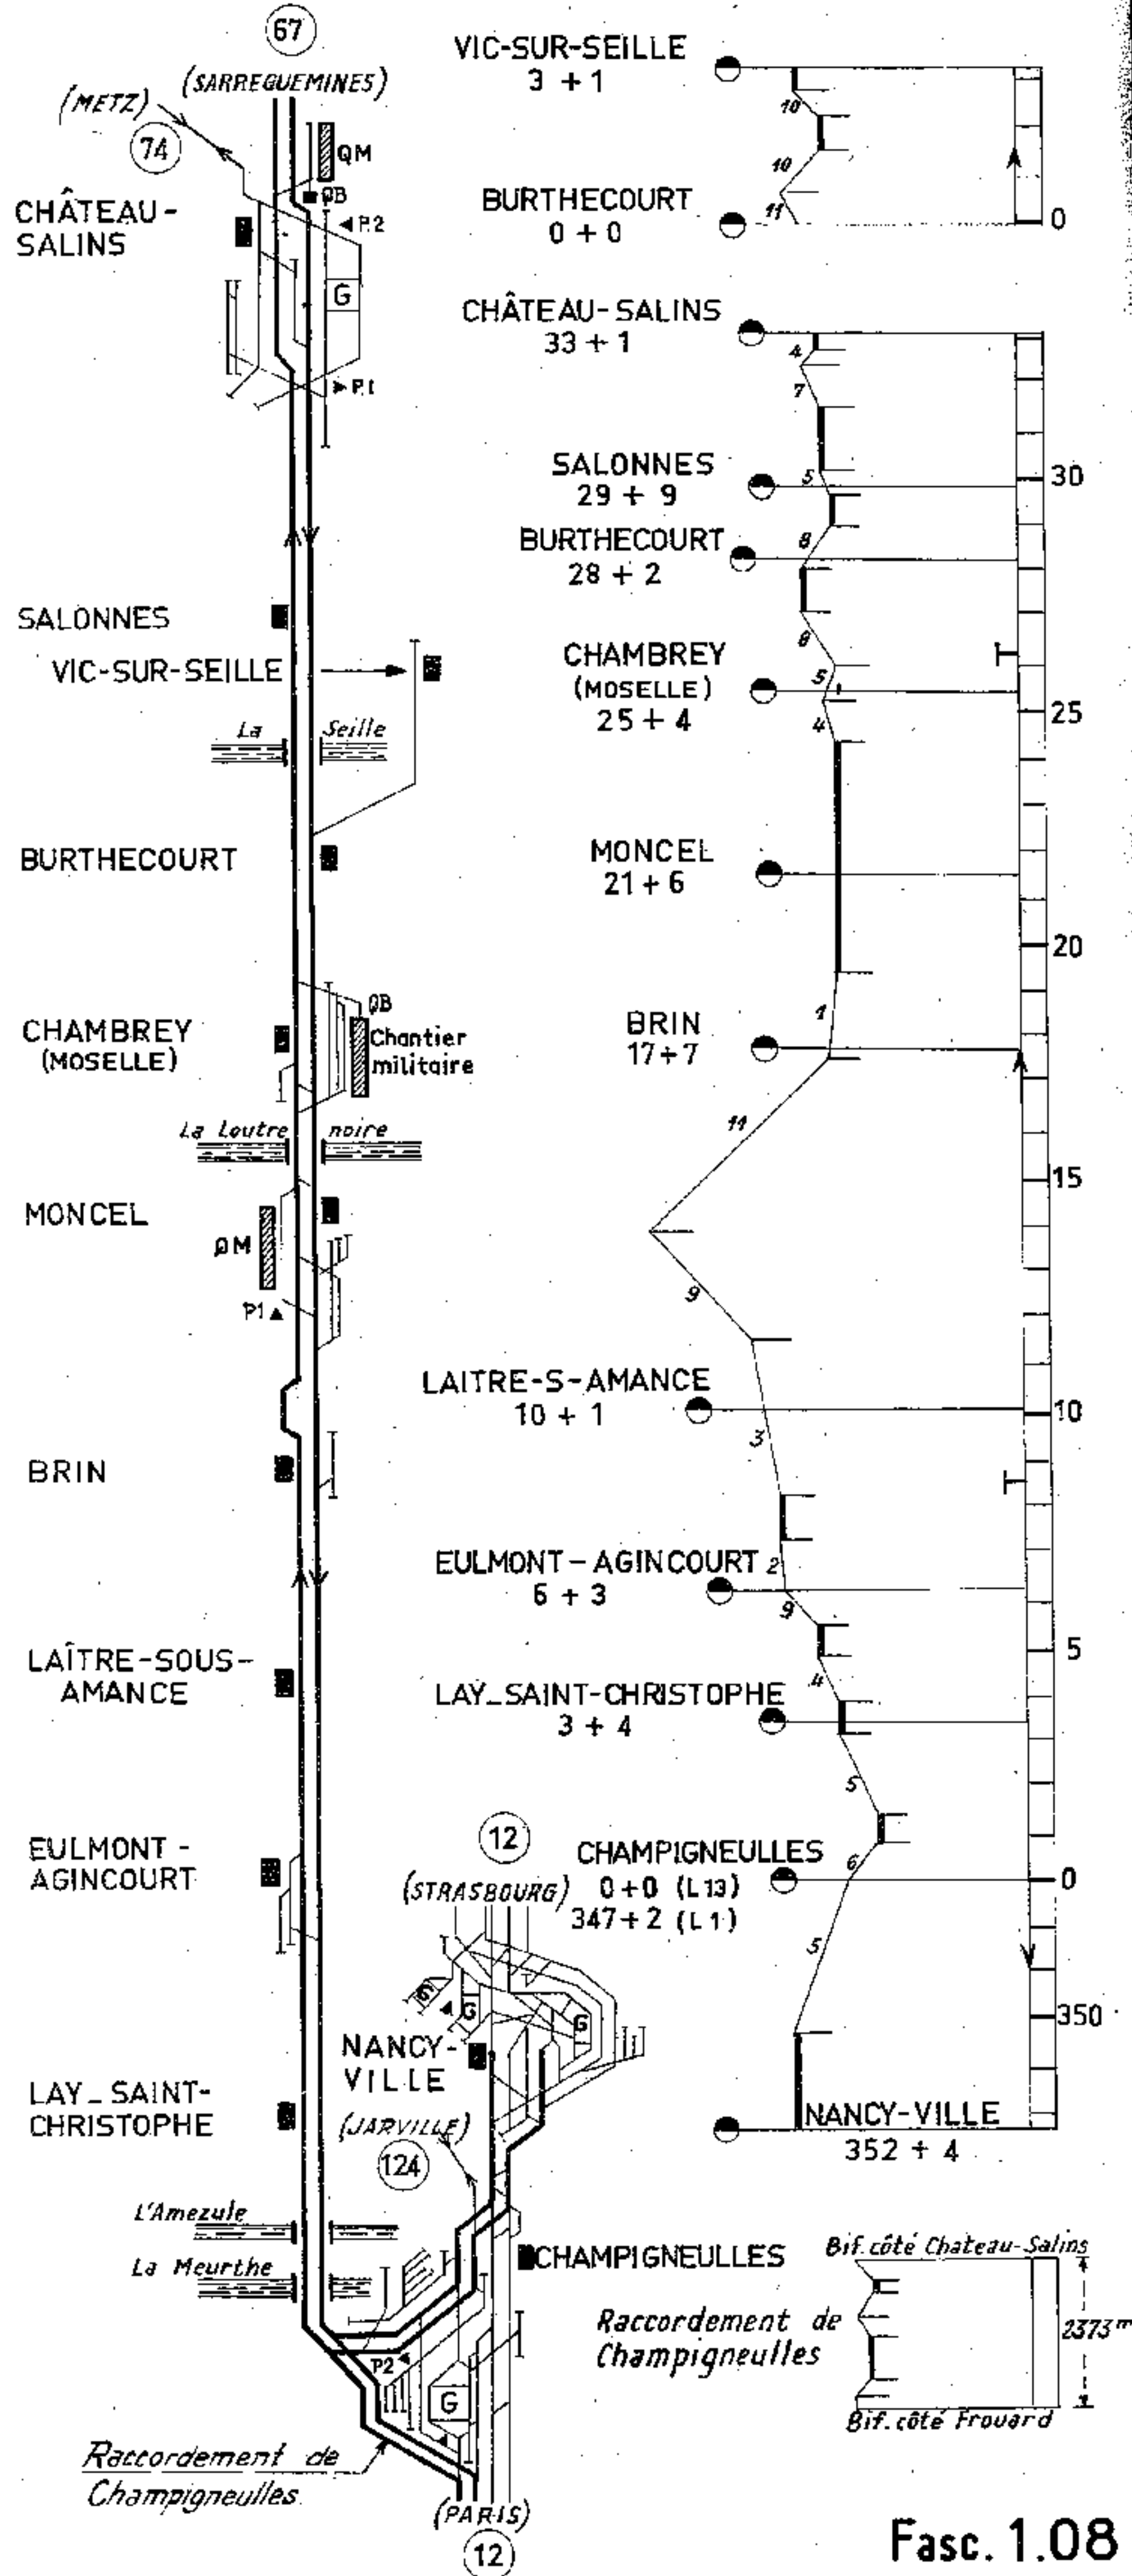 67
(SARREGUEMINES)
(METZ)
74
QM
QB
P.2
CHÂTEAU-
SALINS
G
P.1
SALONNES
VIC-SUR-SEILLE
La Seille
BURTHECOURT
QB
CHAMBREY
(MOSELLE)
Chantier
militaire
La Loutre noire
MONCEL
QM
P1
BRIN
LAÎTRE-SOUS-
AMANCE
EULMONT -
AGINCOURT
12
(STRASBOURG)
G
G
G
NANCY-
VILLE
LAY_SAINT-
CHRISTOPHE
(JARVILLE)
124
L'Amezule
La Meurthe
CHAMPIGNEULLES
P2
G
Raccordement de
Champigneulles
(PARIS)
12
VIC-SUR-SEILLE
3 + 1
10
10
BURTHECOURT
11
0 + 0
0
CHÂTEAU-SALINS
33 + 1
4
7
SALONNES
5
30
29 + 9
BURTHECOURT
8
28 + 2
8
CHAMBREY
(MOSELLE)
5
25 + 4
25
4
MONCEL
21 + 6
20
BRIN
1
17+7
11
15
9
LAITRE-S-AMANCE
10 + 1
10
3
EULMONT-AGINCOURT
2
6 + 3
9
5
4
LAY_SAINT-CHRISTOPHE
3 + 4
5
CHAMPIGNEULLES
6
0
0+0 (L13)
347+2 (L1)
5
350
NANCY-VILLE
352 + 4
Bif. côté Chateau-Salins
Raccordement de
Champigneulles
2373 m
Bif. côté Frouard
Fasc. 1.08